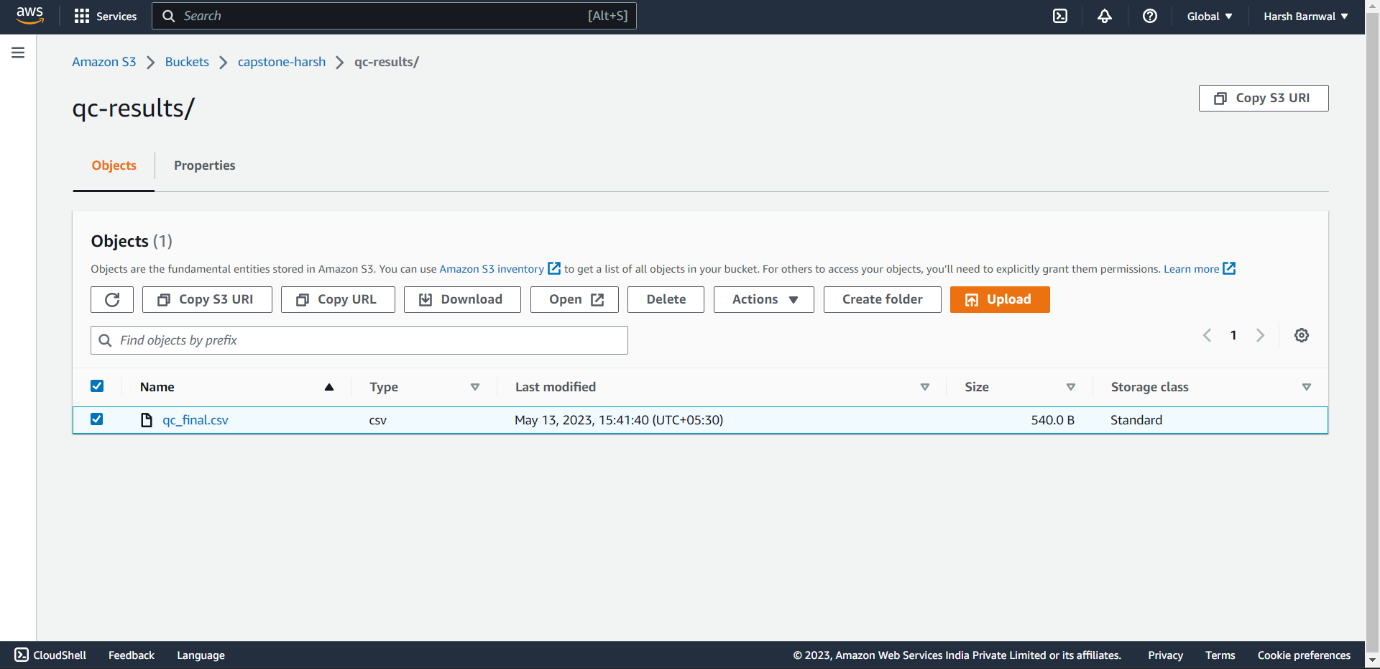 aws Services Search [Alt+S] Global Harsh Barnwal
Amazon S3 Buckets capstone-harsh qc-results/
qc-results/
Copy S3 URI
Objects Properties
Objects (1)
Objects are the fundamental entities stored in Amazon S3. You can use Amazon S3 inventory to get a list of all objects in your bucket. For others to access your objects, you'll need to explicitly grant them permissions. Learn more
Copy S3 URI Copy URL Download Open Delete Actions Create folder Upload
Find objects by prefix 1
Name Type Last modified Size Storage class
qc_final.csv csv May 13, 2023, 15:41:40 (UTC+05:30) 540.0 B Standard
CloudShell Feedback Language © 2023, Amazon Web Services India Private Limited or its affiliates. Privacy Terms Cookie preferences